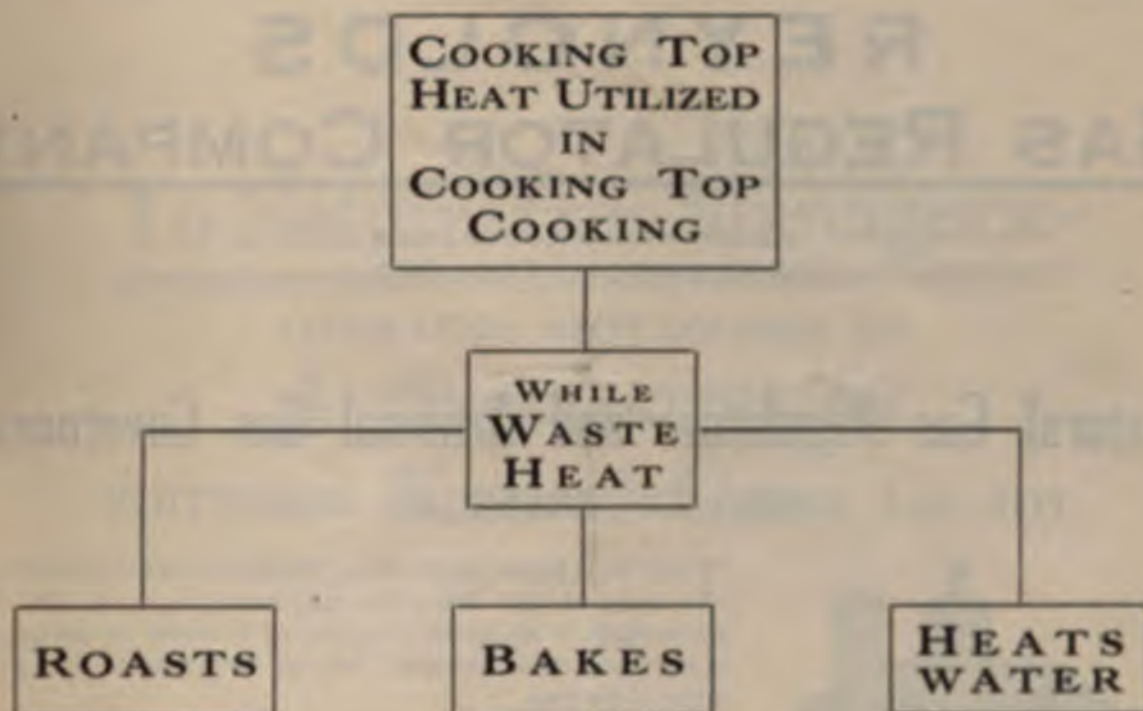 COOKING TOP
HEAT UTILIZED
IN
COOKING TOP
COOKING
WHILE
WASTE
HEAT
ROASTS
BAKES
HEATS
WATER